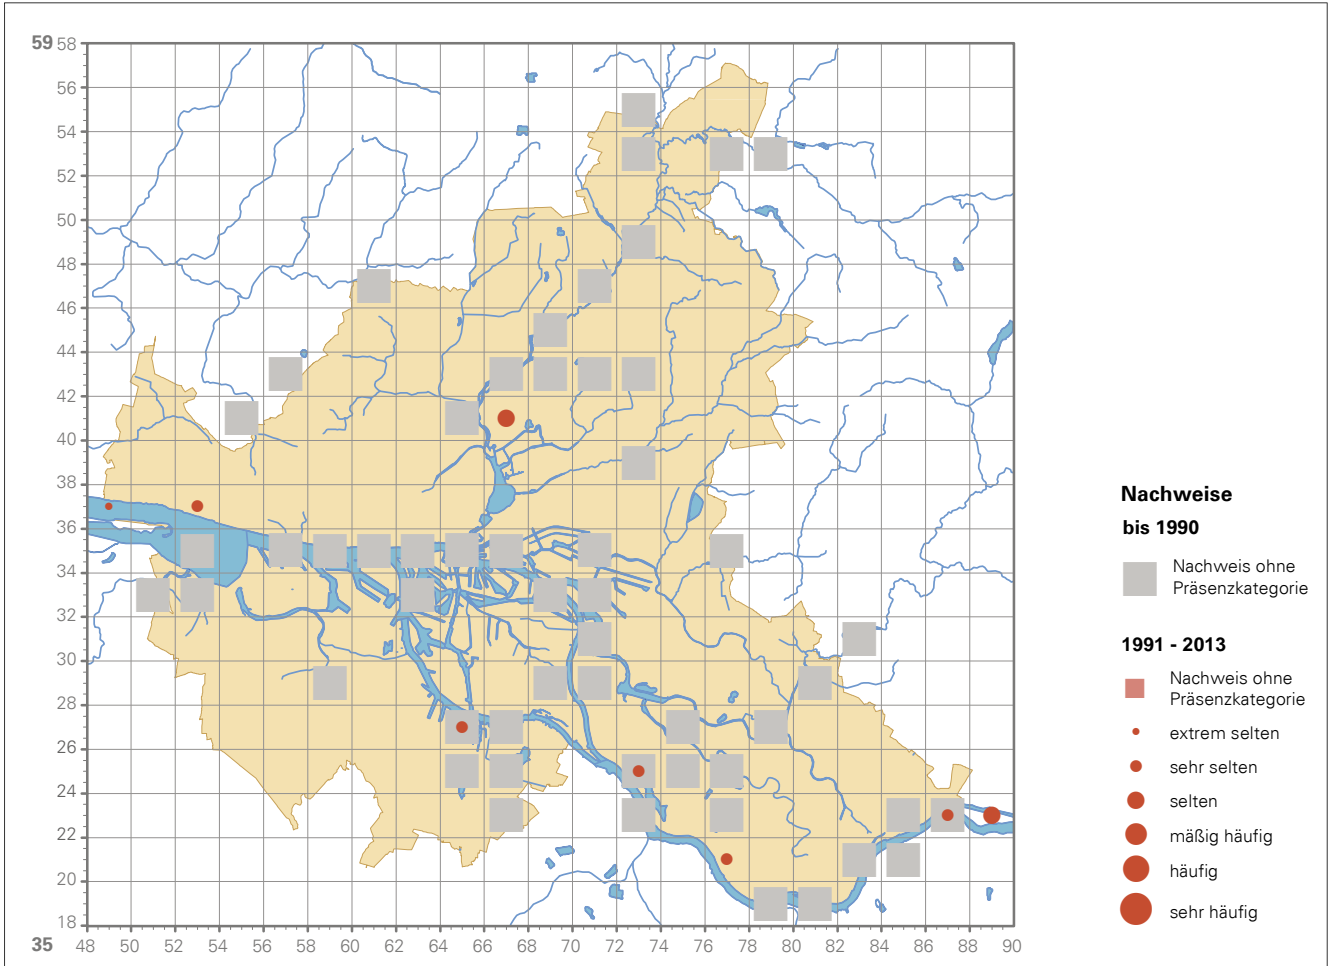 59 58
56
54
52
50
48
46
44
42
40
38
36
34
32
30
28
26
24
22
20
18
35 48 50 52 54 56 58 60 62 64 66 68 70 72 74 76 78 80 82 84 86 88 90
Nachweise
bis 1990
Nachweis ohne
Präsenzkategorie
1991 - 2013
Nachweis ohne
Präsenzkategorie
extrem selten
sehr selten
selten
mäßig häufig
häufig
sehr häufig